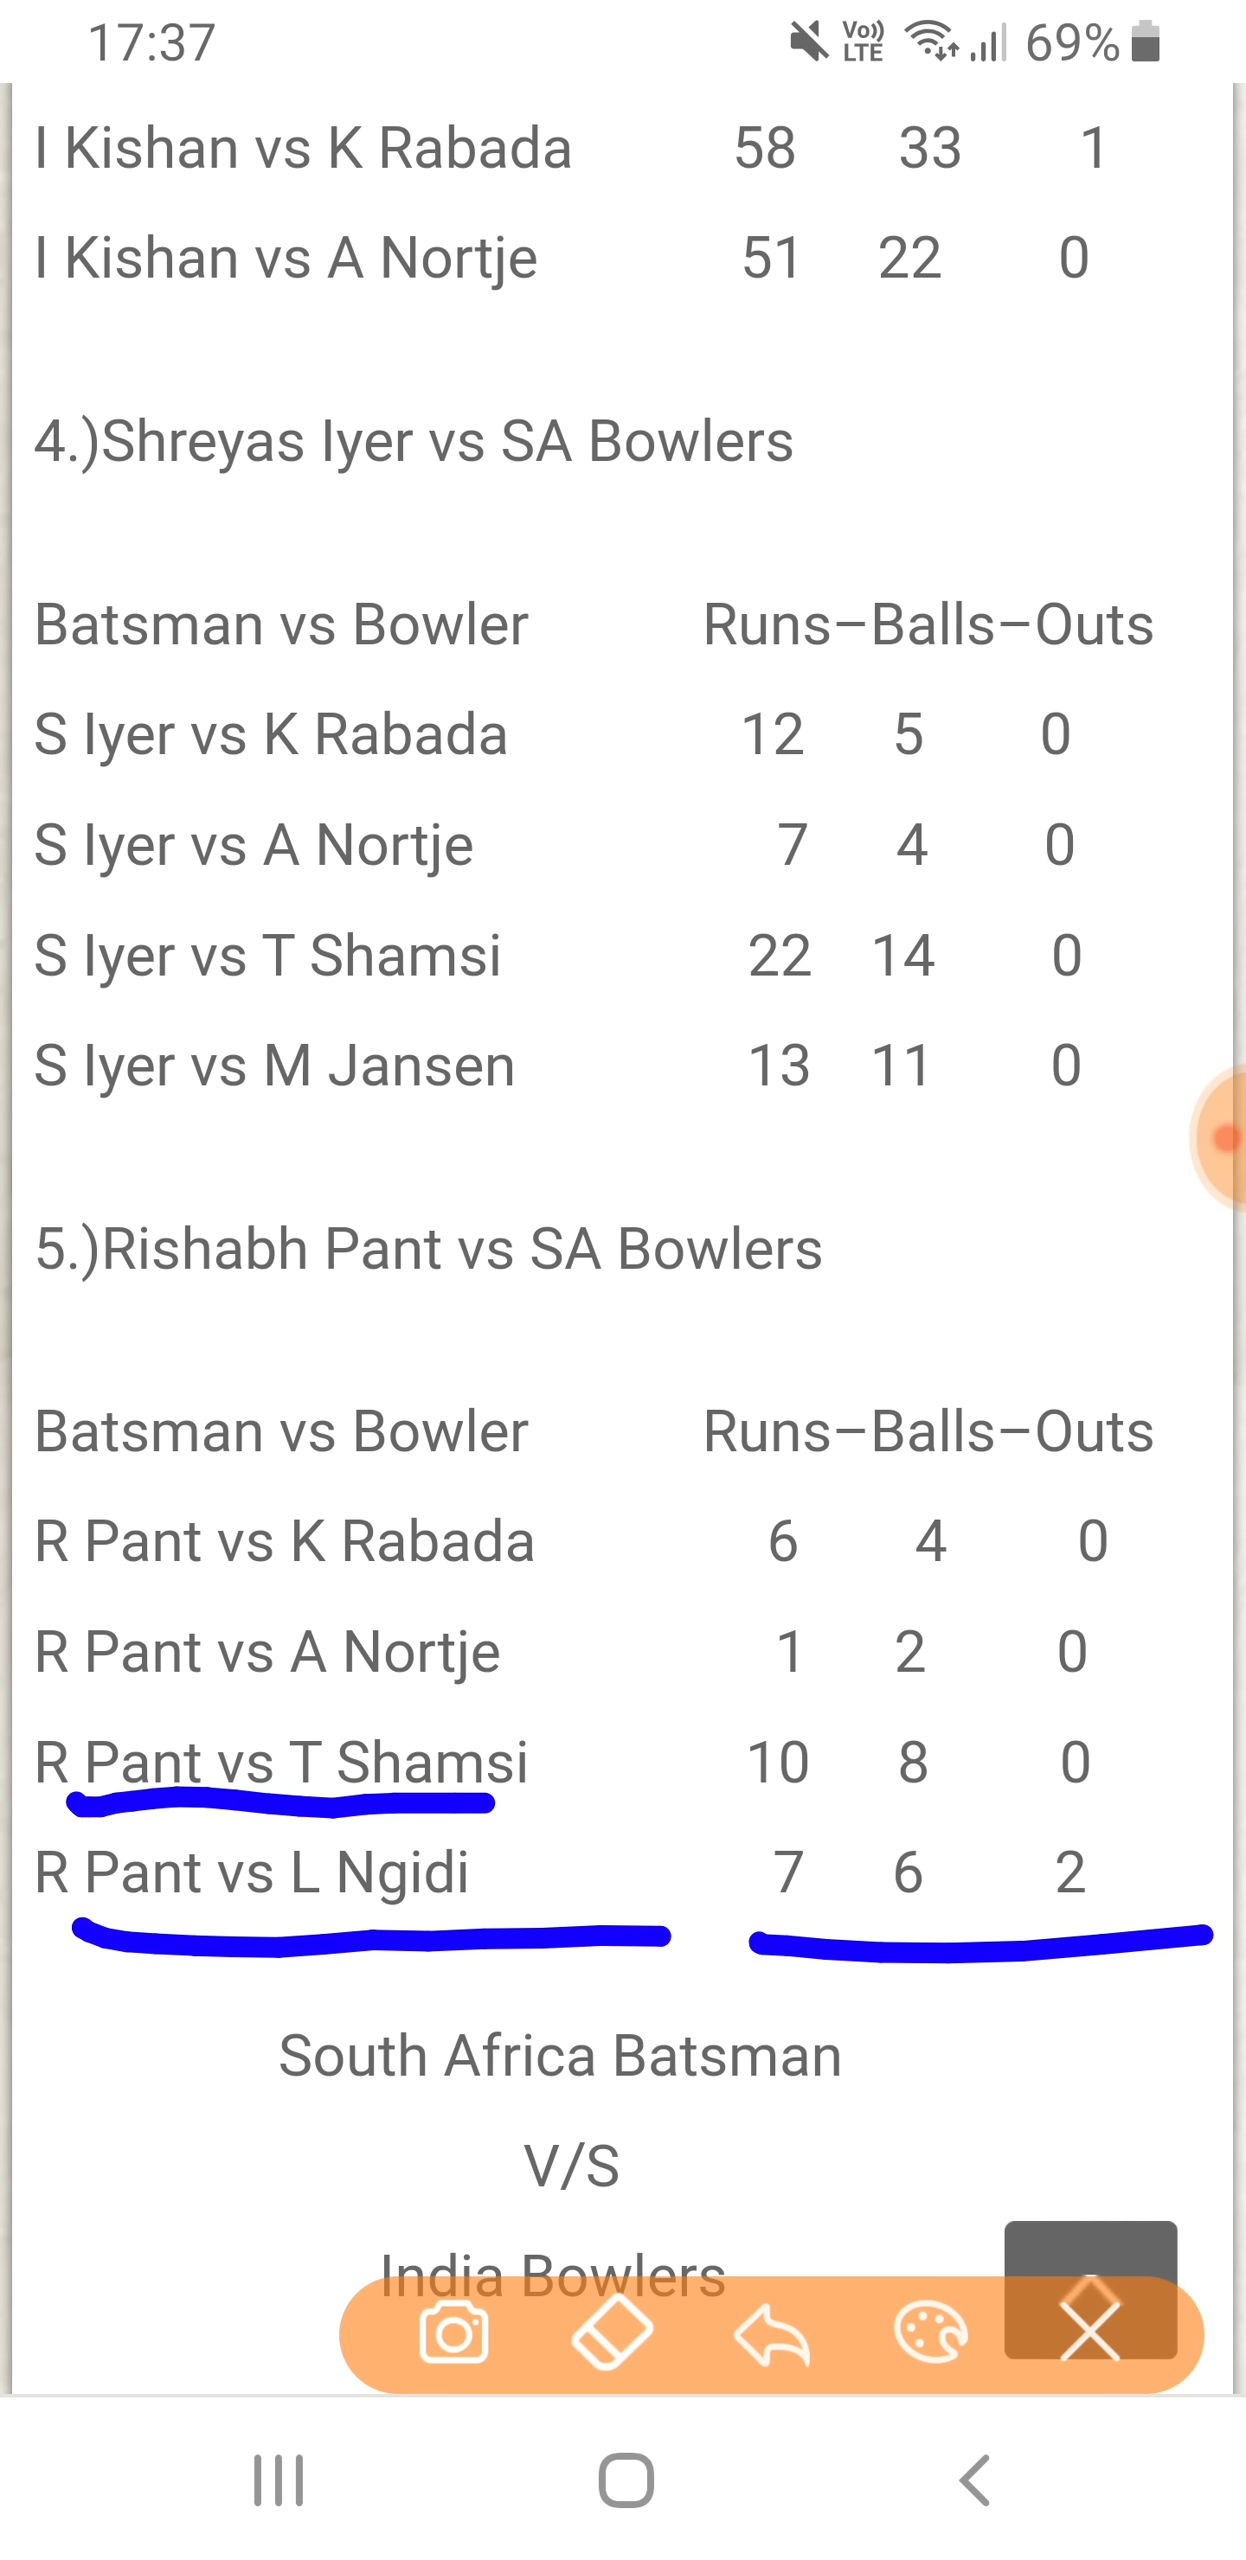 17:37 Vo)) LTE 69%
I Kishan vs K Rabada 58 33 1
I Kishan vs A Nortje 51 22 0
4.)Shreyas Iyer vs SA Bowlers
Batsman vs Bowler Runs–Balls–Outs
S Iyer vs K Rabada 12 5 0
S Iyer vs A Nortje 7 4 0
S Iyer vs T Shamsi 22 14 0
S Iyer vs M Jansen 13 11 0
5.)Rishabh Pant vs SA Bowlers
Batsman vs Bowler Runs–Balls–Outs
R Pant vs K Rabada 6 4 0
R Pant vs A Nortje 1 2 0
R Pant vs T Shamsi 10 8 0
R Pant vs L Ngidi 7 6 2
South Africa Batsman
V/S
India Bowlers